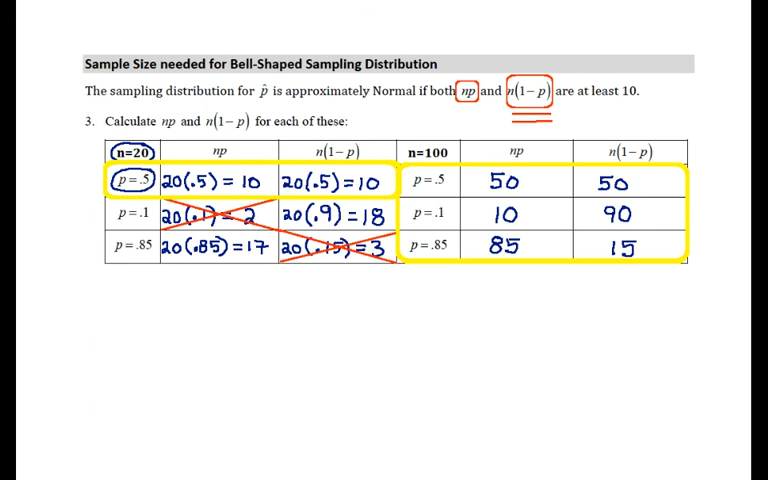 Sample Size needed for Bell-Shaped Sampling Distribution
The sampling distribution for p̂ is approximately Normal if both np and n(1−p) are at least 10.
3. Calculate np and n(1−p) for each of these:
n=20 np n(1−p) n=100 np n(1−p)
p=.5 20(.5)=10 20(.5)=10 p=.5 50 50
p=.1 20(.1)=2 20(.9)=18 p=.1 10 90
p=.85 20(.85)=17 20(.15)=3 p=.85 85 15